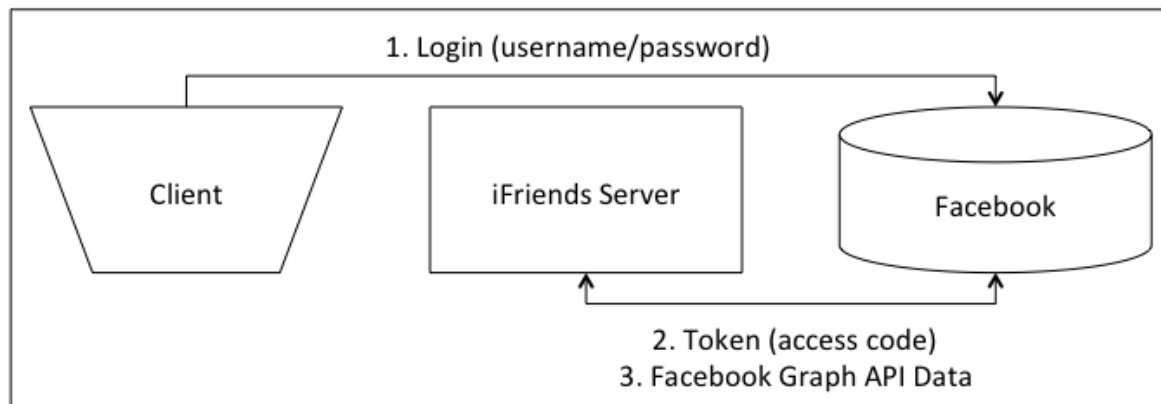 1. Login (username/password)
Client
iFriends Server
Facebook
2. Token (access code)
3. Facebook Graph API Data